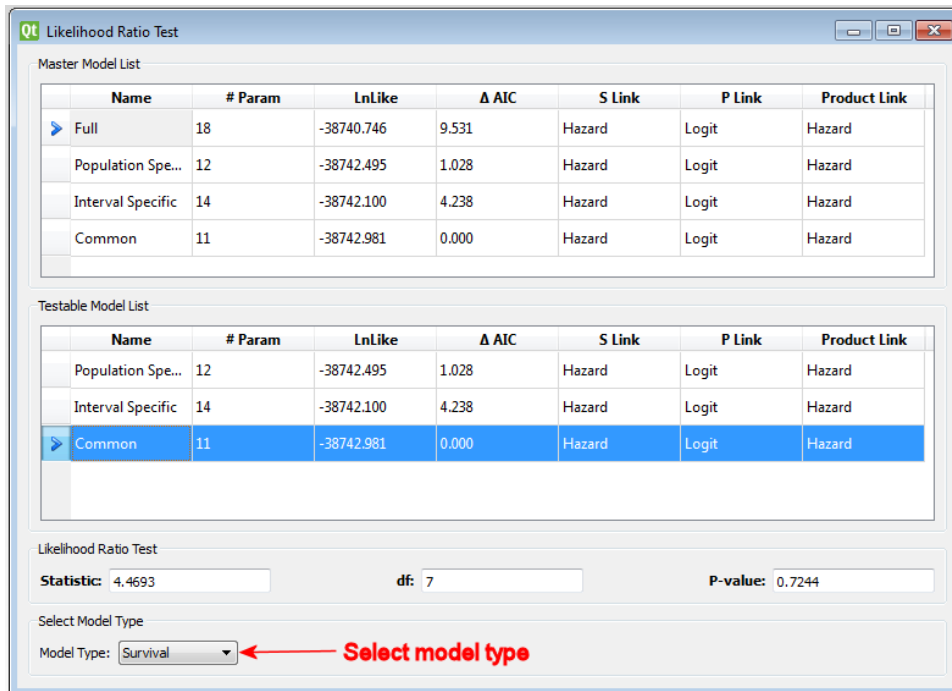 Qt Likelihood Ratio Test
Master Model List
Name # Param LnLike Δ AIC S Link P Link Product Link
Full 18 -38740.746 9.531 Hazard Logit Hazard
Population Spe... 12 -38742.495 1.028 Hazard Logit Hazard
Interval Specific 14 -38742.100 4.238 Hazard Logit Hazard
Common 11 -38742.981 0.000 Hazard Logit Hazard
Testable Model List
Name # Param LnLike Δ AIC S Link P Link Product Link
Population Spe... 12 -38742.495 1.028 Hazard Logit Hazard
Interval Specific 14 -38742.100 4.238 Hazard Logit Hazard
Common 11 -38742.981 0.000 Hazard Logit Hazard
Likelihood Ratio Test
Statistic: 4.4693 df: 7 P-value: 0.7244
Select Model Type
Model Type: Survival Select model type